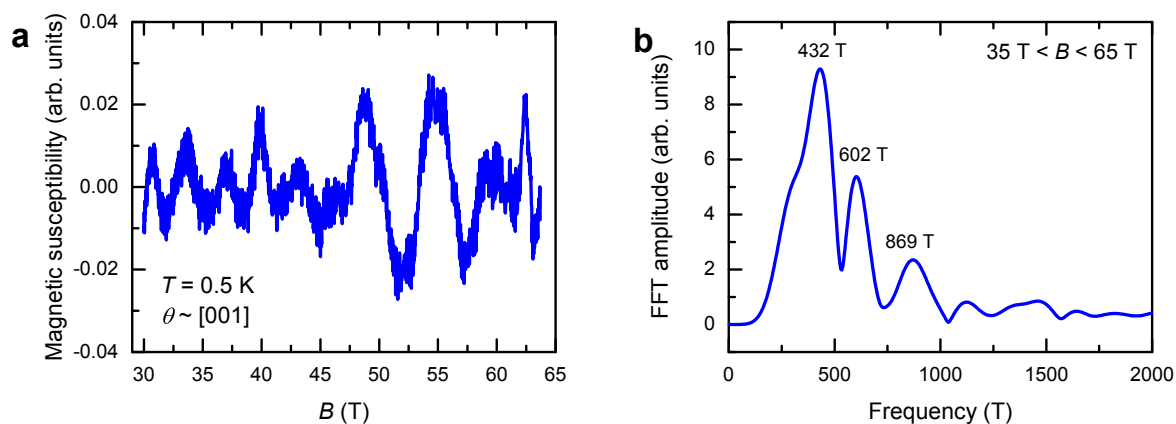 a
Magnetic susceptibility (arb. units)
0.04
0.02
0.00
-0.02
-0.04
T = 0.5 K
θ ~ [001]
30 35 40 45 50 55 60 65
B (T)
b
FFT amplitude (arb. units)
10
8
6
4
2
0
432 T
35 T < B < 65 T
602 T
869 T
0 500 1000 1500 2000
Frequency (T)